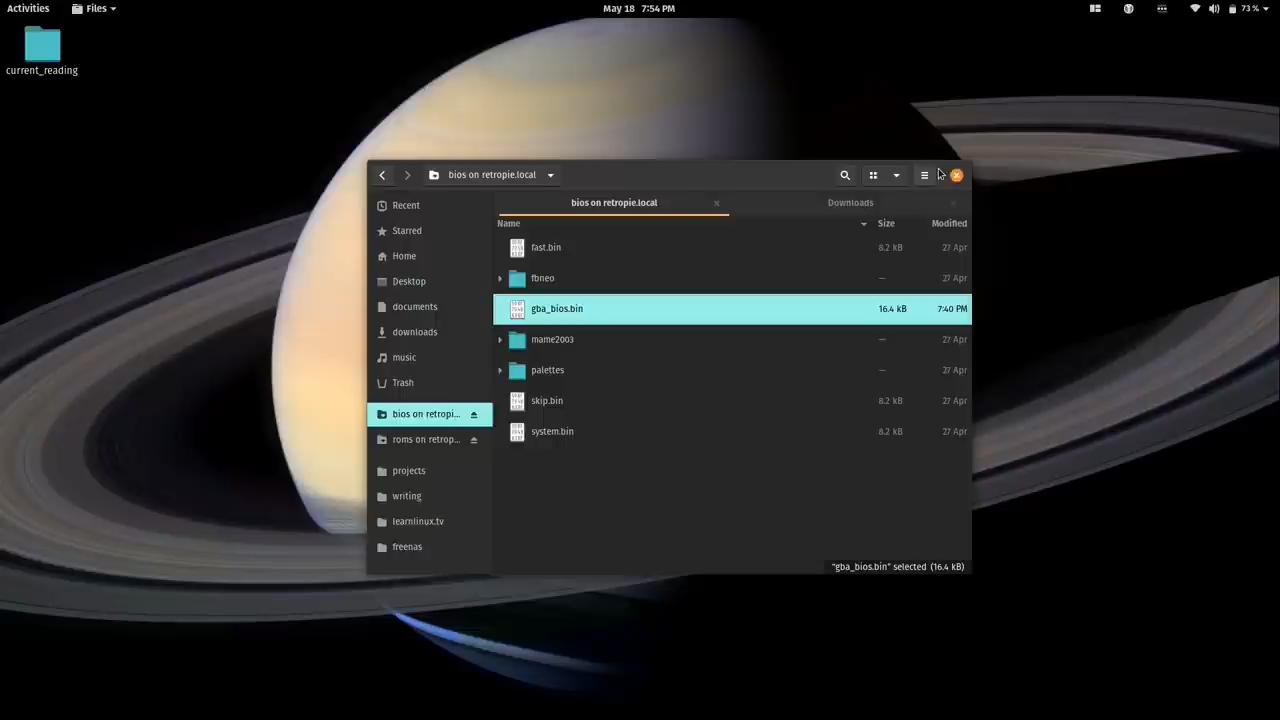 Activities
Files
May 18 7:54 PM
73 %
current_reading
bios on retropie.local
bios on retropie.local
Downloads
Name
Size
Modified
Recent
Starred
Home
Desktop
documents
downloads
music
Trash
bios on retropi...
roms on retrop...
projects
writing
learnlinux.tv
freenas
fast.bin 8.2 kB 27 Apr
fbneo — 27 Apr
gba_bios.bin 16.4 kB 7:40 PM
mame2003 — 27 Apr
palettes — 27 Apr
skip.bin 8.2 kB 27 Apr
system.bin 8.2 kB 27 Apr
"gba_bios.bin" selected (16.4 kB)